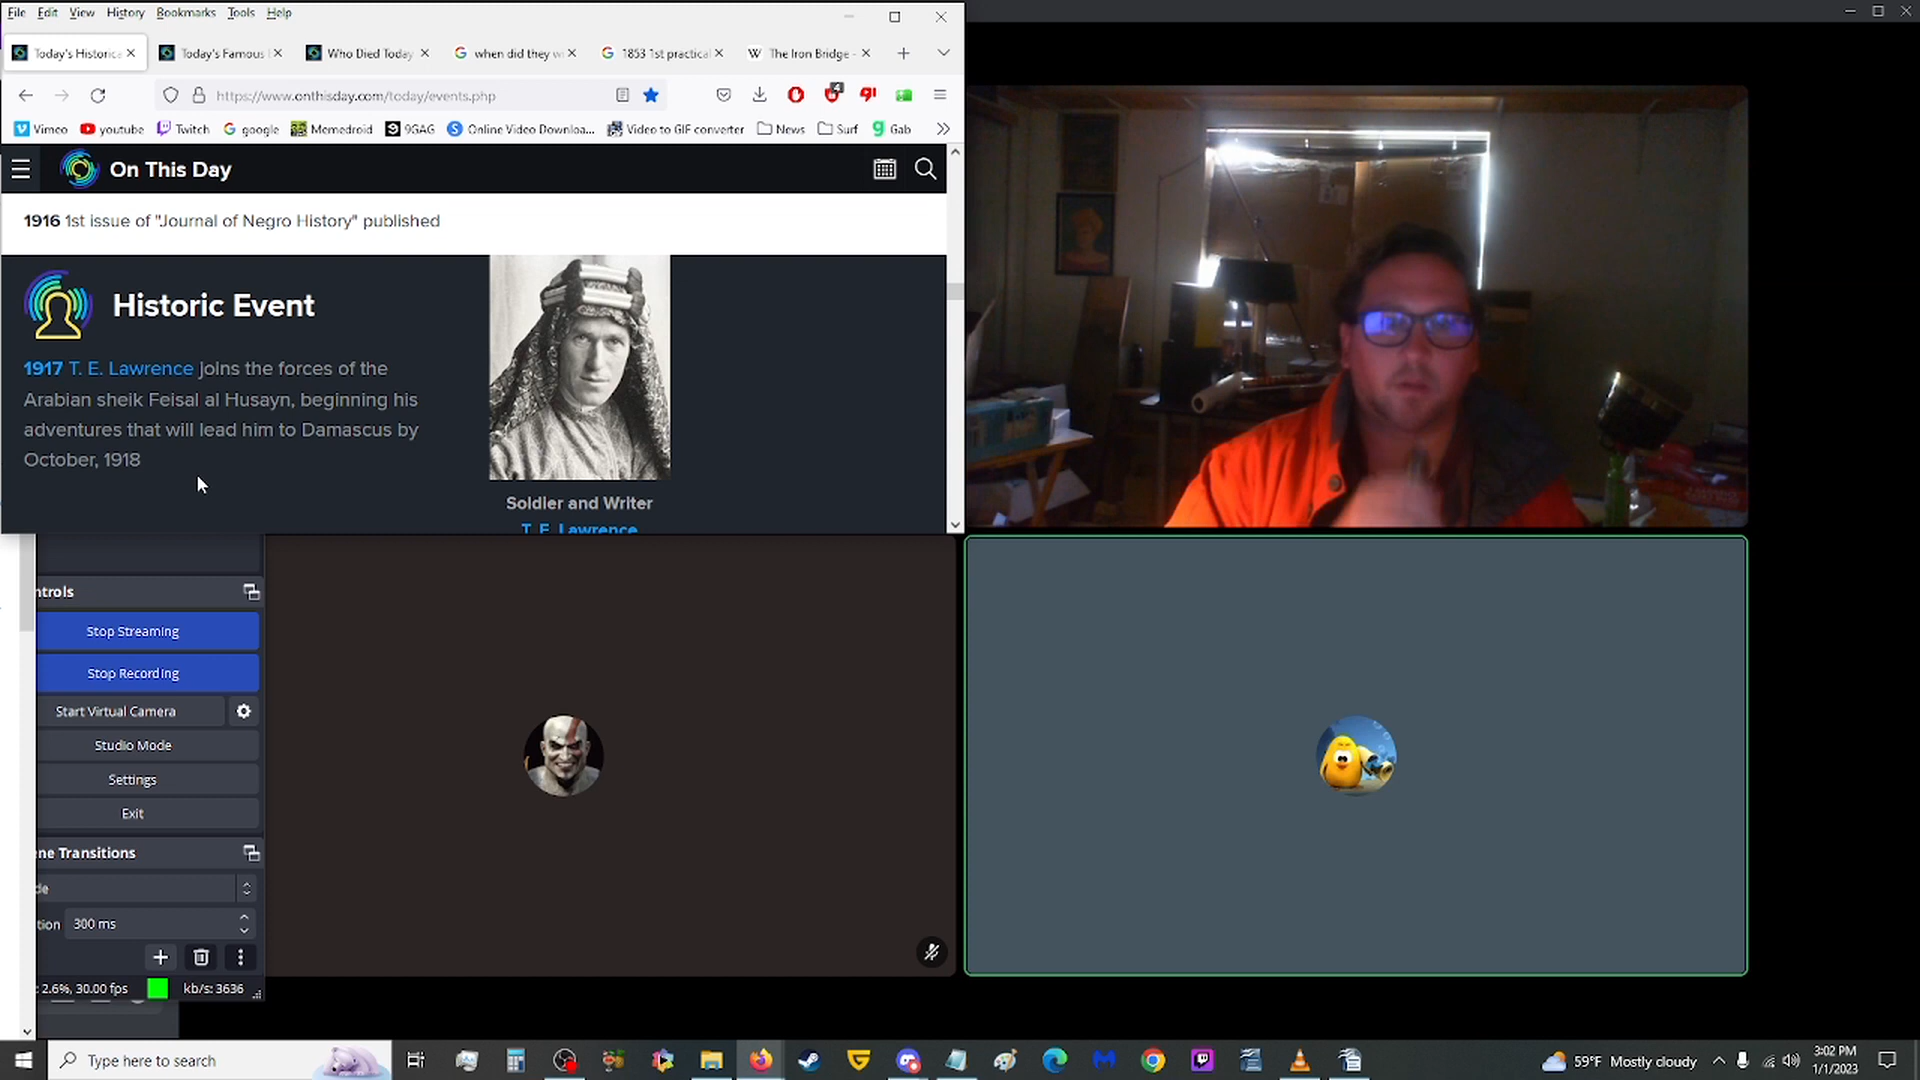 File Edit View History Bookmarks Tools Help
Today's Historica Today's Famous Who Died Today when did they w 1853 1st practical The Iron Bridge -
https://www.onthisday.com/today/events.php
4
Vimeo youtube Twitch google Memedroid 9GAG Online Video Downloa... Video to GIF converter News Surf Gab
On This Day
1916 1st issue of "Journal of Negro History" published
Historic Event
1917 T. E. Lawrence joins the forces of the
Arabian sheik Feisal al Husayn, beginning his
adventures that will lead him to Damascus by
October, 1918
Soldier and Writer
T. E. Lawrence
ntrols
Stop Streaming
Stop Recording
Start Virtual Camera
Studio Mode
Settings
Exit
ene Transitions
de
tion 300 ms
: 2.6%, 30.00 fps kb/s: 3636
Type here to search
59°F Mostly cloudy
3:02 PM
1/1/2023